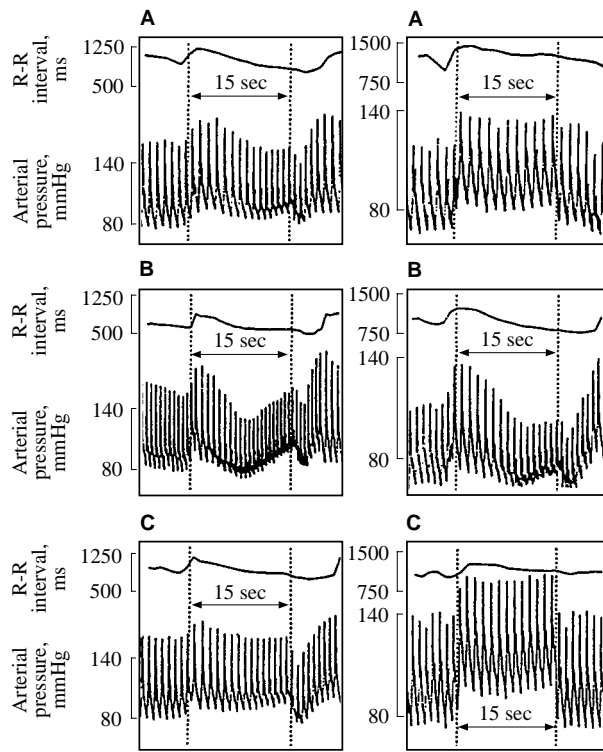 A
A
R-R
interval,
ms
1250
500
1500
750
15 sec
15 sec
Arterial
pressure,
mmHg
140
80
140
80
B
B
R-R
interval,
ms
1250
500
1500
750
15 sec
15 sec
Arterial
pressure,
mmHg
140
80
140
80
C
C
R-R
interval,
ms
1250
500
1500
750
15 sec
Arterial
pressure,
mmHg
140
80
140
80
15 sec